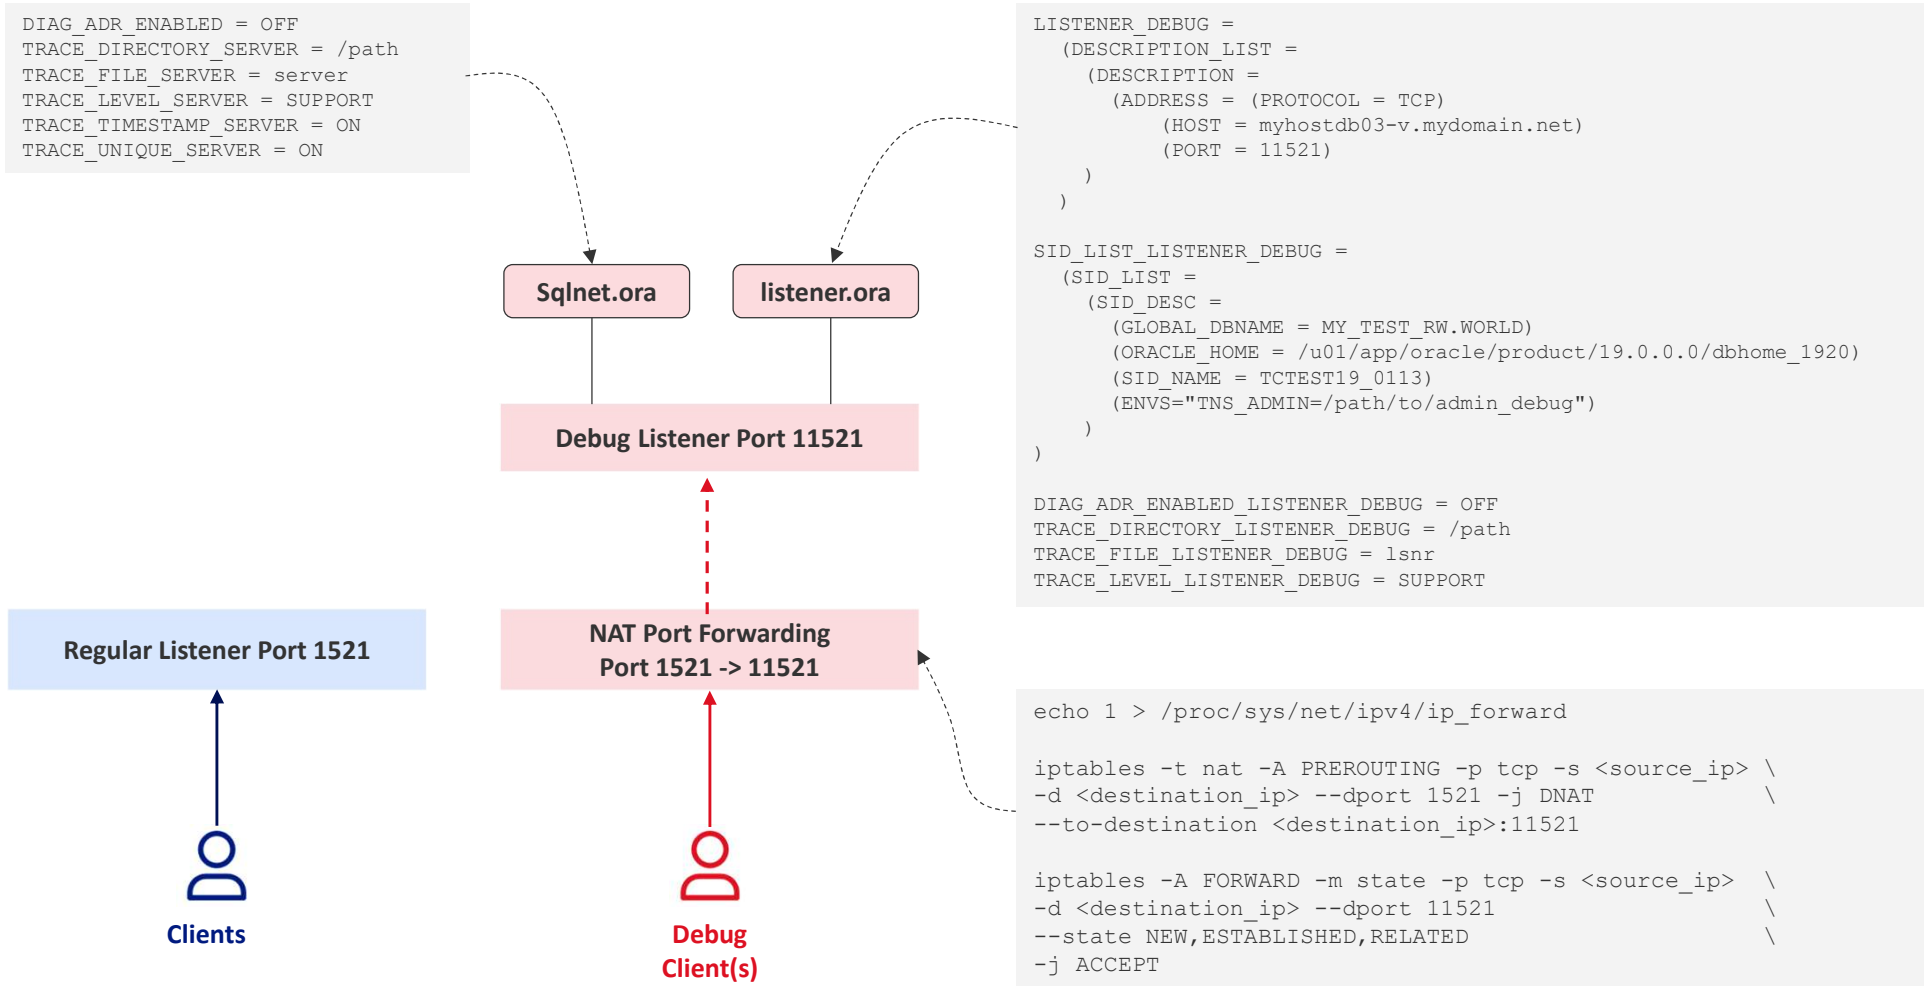 DIAG_ADR_ENABLED = OFF
TRACE_DIRECTORY_SERVER = /path
TRACE_FILE_SERVER = server
TRACE_LEVEL_SERVER = SUPPORT
TRACE_TIMESTAMP_SERVER = ON
TRACE_UNIQUE_SERVER = ON
LISTENER_DEBUG =
  (DESCRIPTION_LIST =
    (DESCRIPTION =
      (ADDRESS = (PROTOCOL = TCP)
          (HOST = myhostdb03-v.mydomain.net)
          (PORT = 11521)
    )
  )
SID_LIST_LISTENER_DEBUG =
  (SID_LIST =
    (SID_DESC =
      (GLOBAL_DBNAME = MY_TEST_RW.WORLD)
      (ORACLE_HOME = /u01/app/oracle/product/19.0.0.0/dbhome_1920)
      (SID_NAME = TCTEST19_0113)
      (ENVS="TNS_ADMIN=/path/to/admin_debug")
    )
)
DIAG_ADR_ENABLED_LISTENER_DEBUG = OFF
TRACE_DIRECTORY_LISTENER_DEBUG = /path
TRACE_FILE_LISTENER_DEBUG = lsnr
TRACE_LEVEL_LISTENER_DEBUG = SUPPORT
Sqlnet.ora
listener.ora
Debug Listener Port 11521
Regular Listener Port 1521
NAT Port Forwarding
Port 1521 -> 11521
echo 1 > /proc/sys/net/ipv4/ip_forward
iptables -t nat -A PREROUTING -p tcp -s <source_ip> \
-d <destination_ip> --dport 1521 -j DNAT \
--to-destination <destination_ip>:11521
iptables -A FORWARD -m state -p tcp -s <source_ip> \
-d <destination_ip> --dport 11521 \
--state NEW,ESTABLISHED,RELATED \
-j ACCEPT
Clients
Debug
Client(s)